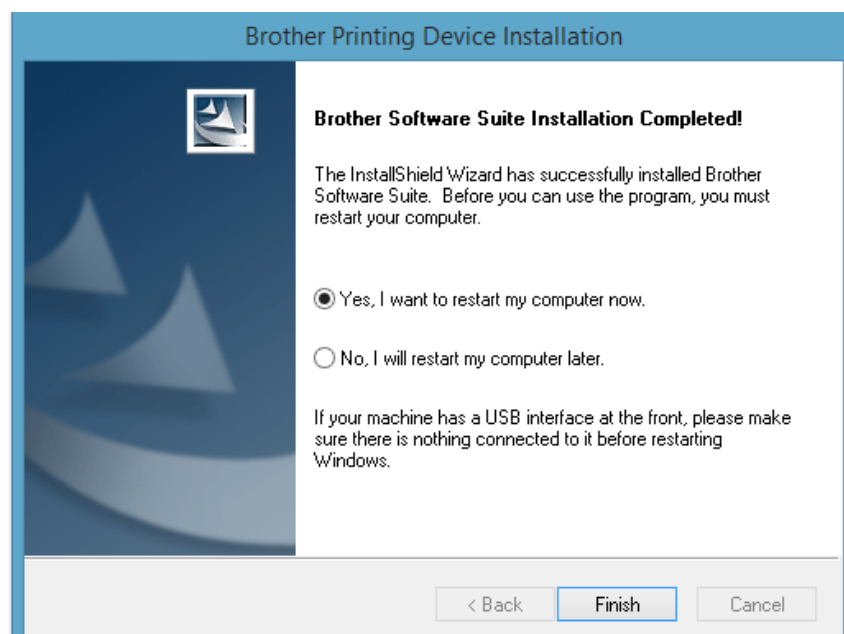 Brother Printing Device Installation
Brother Software Suite Installation Completed!
The InstallShield Wizard has successfully installed Brother
Software Suite.  Before you can use the program, you must
restart your computer.
Yes, I want to restart my computer now.
No, I will restart my computer later.
If your machine has a USB interface at the front, please make
sure there is nothing connected to it before restarting
Windows.
< Back Finish Cancel